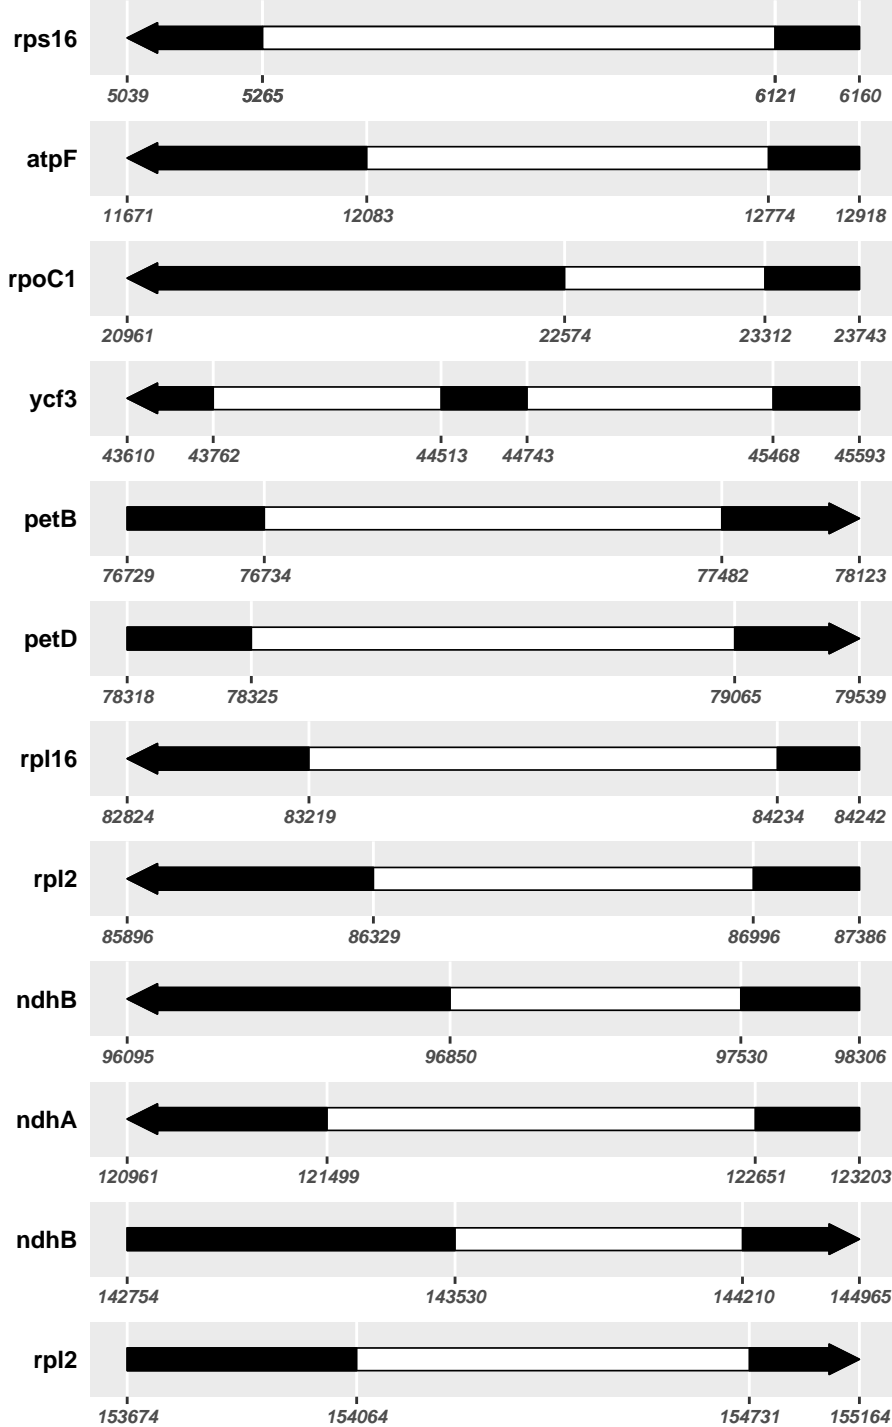 rps16
5039 5265 6121 6160
atpF
11671 12083 12774 12918
rpoC1
20961 22574 23312 23743
ycf3
43610 43762 44513 44743 45468 45593
petB
76729 76734 77482 78123
petD
78318 78325 79065 79539
rpl16
82824 83219 84234 84242
rpl2
85896 86329 86996 87386
ndhB
96095 96850 97530 98306
ndhA
120961 121499 122651 123203
ndhB
142754 143530 144210 144965
rpl2
153674 154064 154731 155164